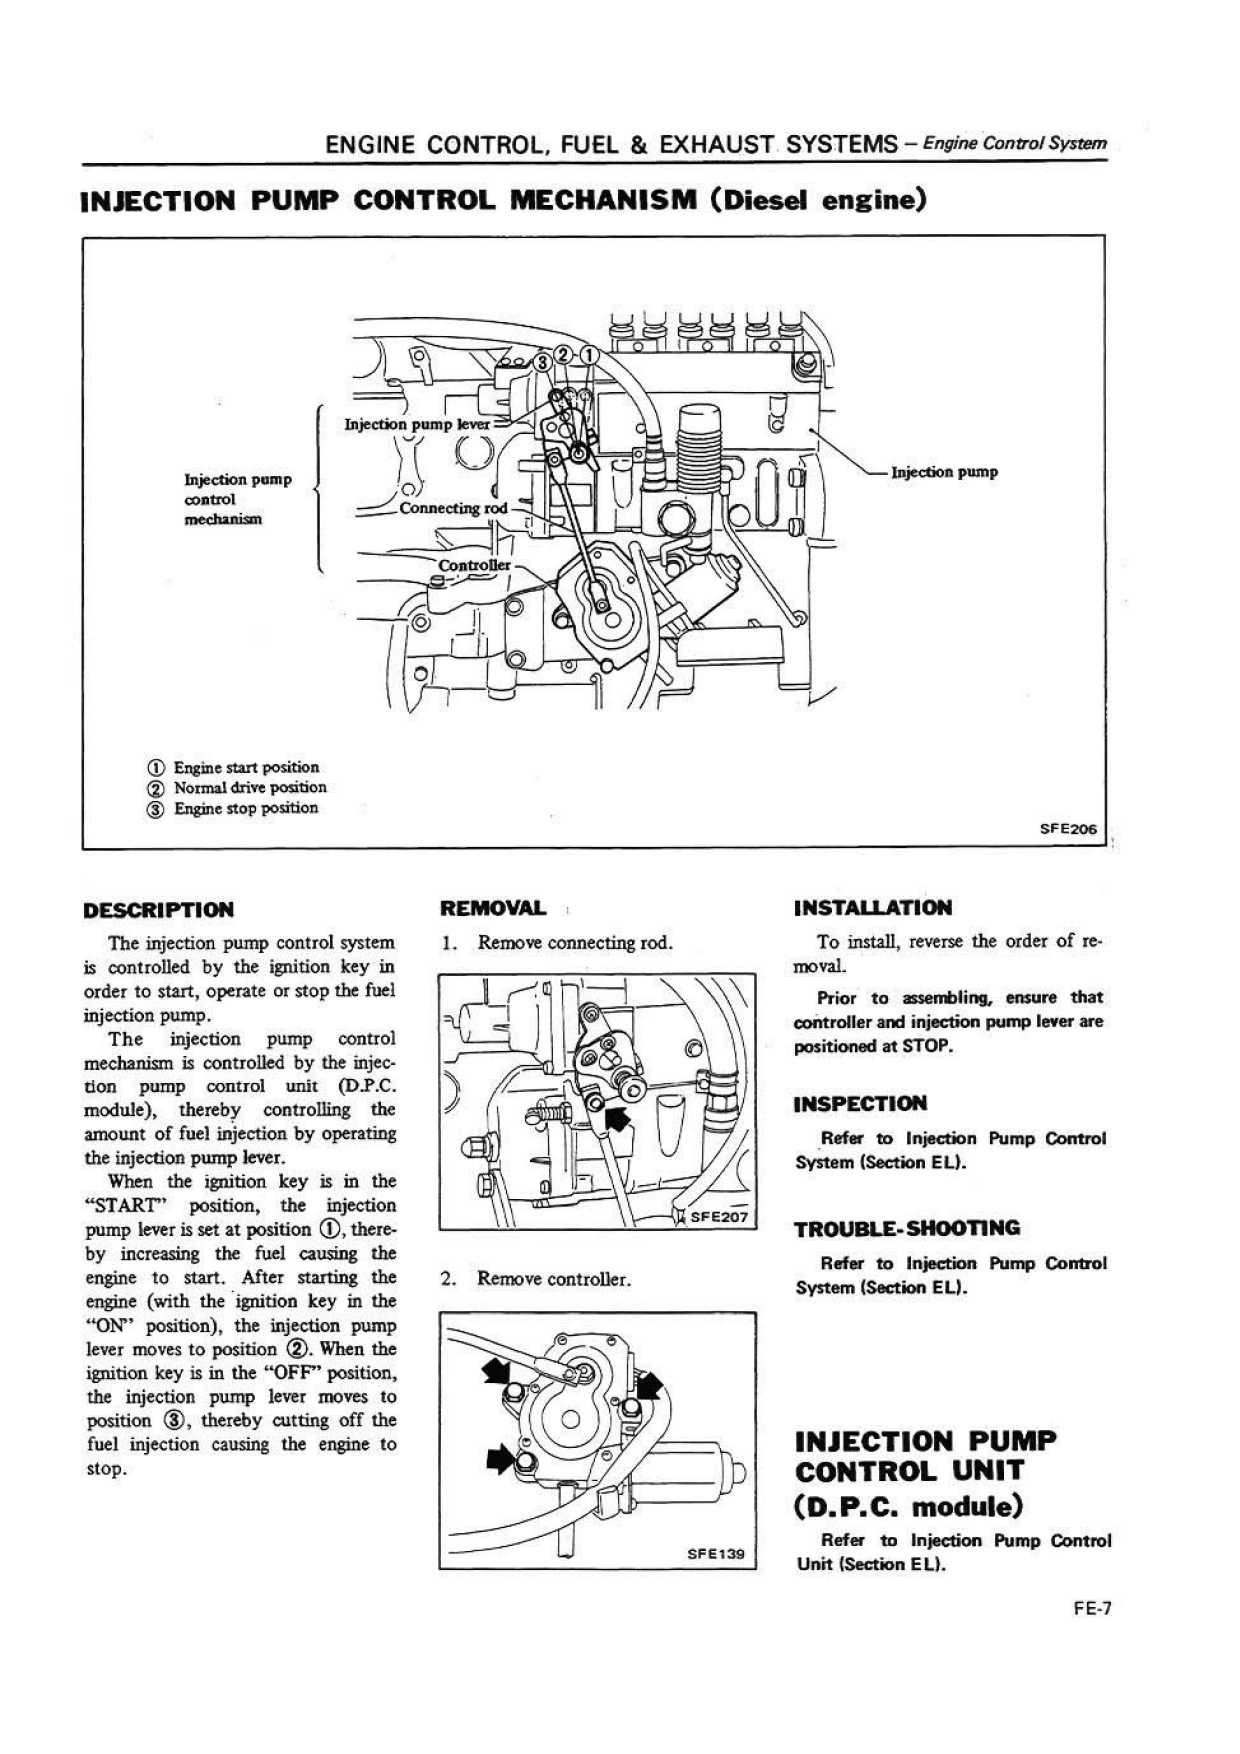 ENGINE CONTROL, FUEL & EXHAUST SYSTEMS – Engine Control System
INJECTION PUMP CONTROL MECHANISM (Diesel engine)
③ ② ①
Injection pump lever
Injection pump
control
mechanism
Injection pump
Connecting rod
Controller
① Engine start position
② Normal drive position
③ Engine stop position
SFE206
DESCRIPTION
The injection pump control system
is controlled by the ignition key in
order to start, operate or stop the fuel
injection pump.
The injection pump control
mechanism is controlled by the injec-
tion pump control unit (D.P.C.
module), thereby controlling the
amount of fuel injection by operating
the injection pump lever.
When the ignition key is in the
“START” position, the injection
pump lever is set at position ①, there-
by increasing the fuel causing the
engine to start. After starting the
engine (with the ignition key in the
“ON” position), the injection pump
lever moves to position ②. When the
ignition key is in the “OFF” position,
the injection pump lever moves to
position ③, thereby cutting off the
fuel injection causing the engine to
stop.
REMOVAL
1. Remove connecting rod.
SFE207
2. Remove controller.
SFE139
INSTALLATION
To install, reverse the order of re-
moval.
Prior to assembling, ensure that
controller and injection pump lever are
positioned at STOP.
INSPECTION
Refer to Injection Pump Control
System (Section EL).
TROUBLE-SHOOTING
Refer to Injection Pump Control
System (Section EL).
INJECTION PUMP
CONTROL UNIT
(D.P.C. module)
Refer to Injection Pump Control
Unit (Section EL).
FE-7